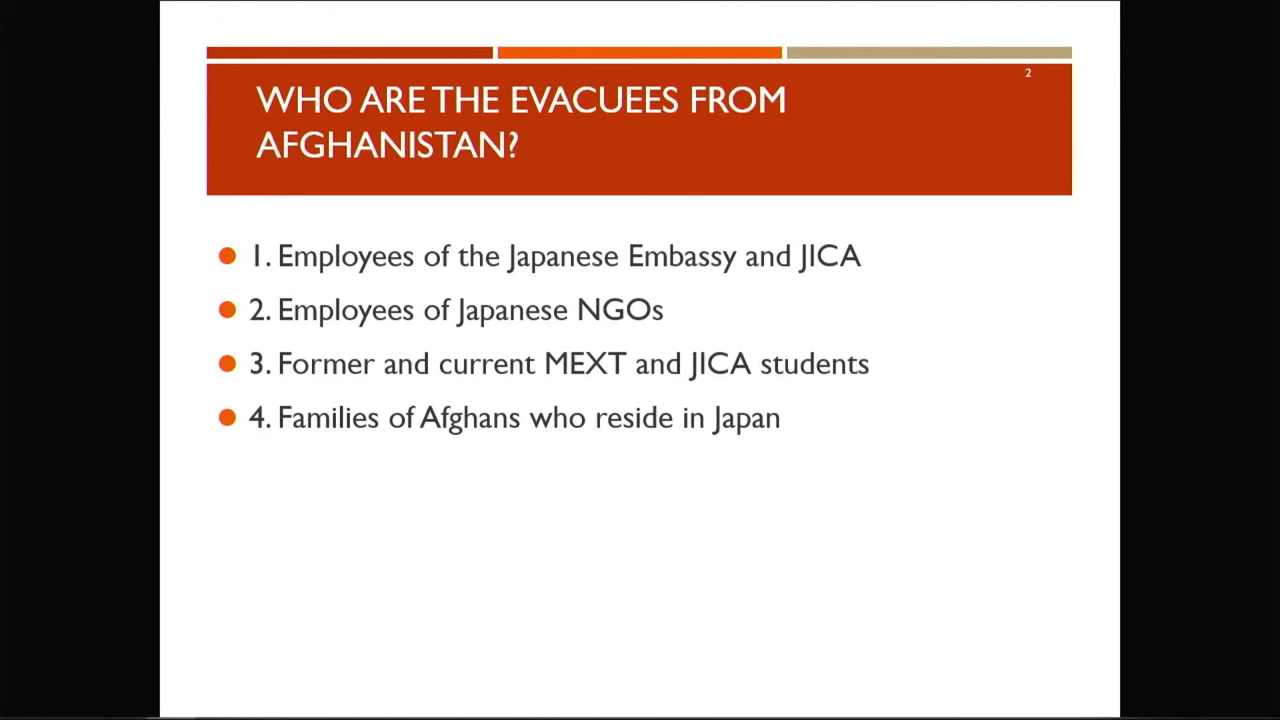 2
WHO ARE THE EVACUEES FROM
AFGHANISTAN?
1. Employees of the Japanese Embassy and JICA
2. Employees of Japanese NGOs
3. Former and current MEXT and JICA students
4. Families of Afghans who reside in Japan